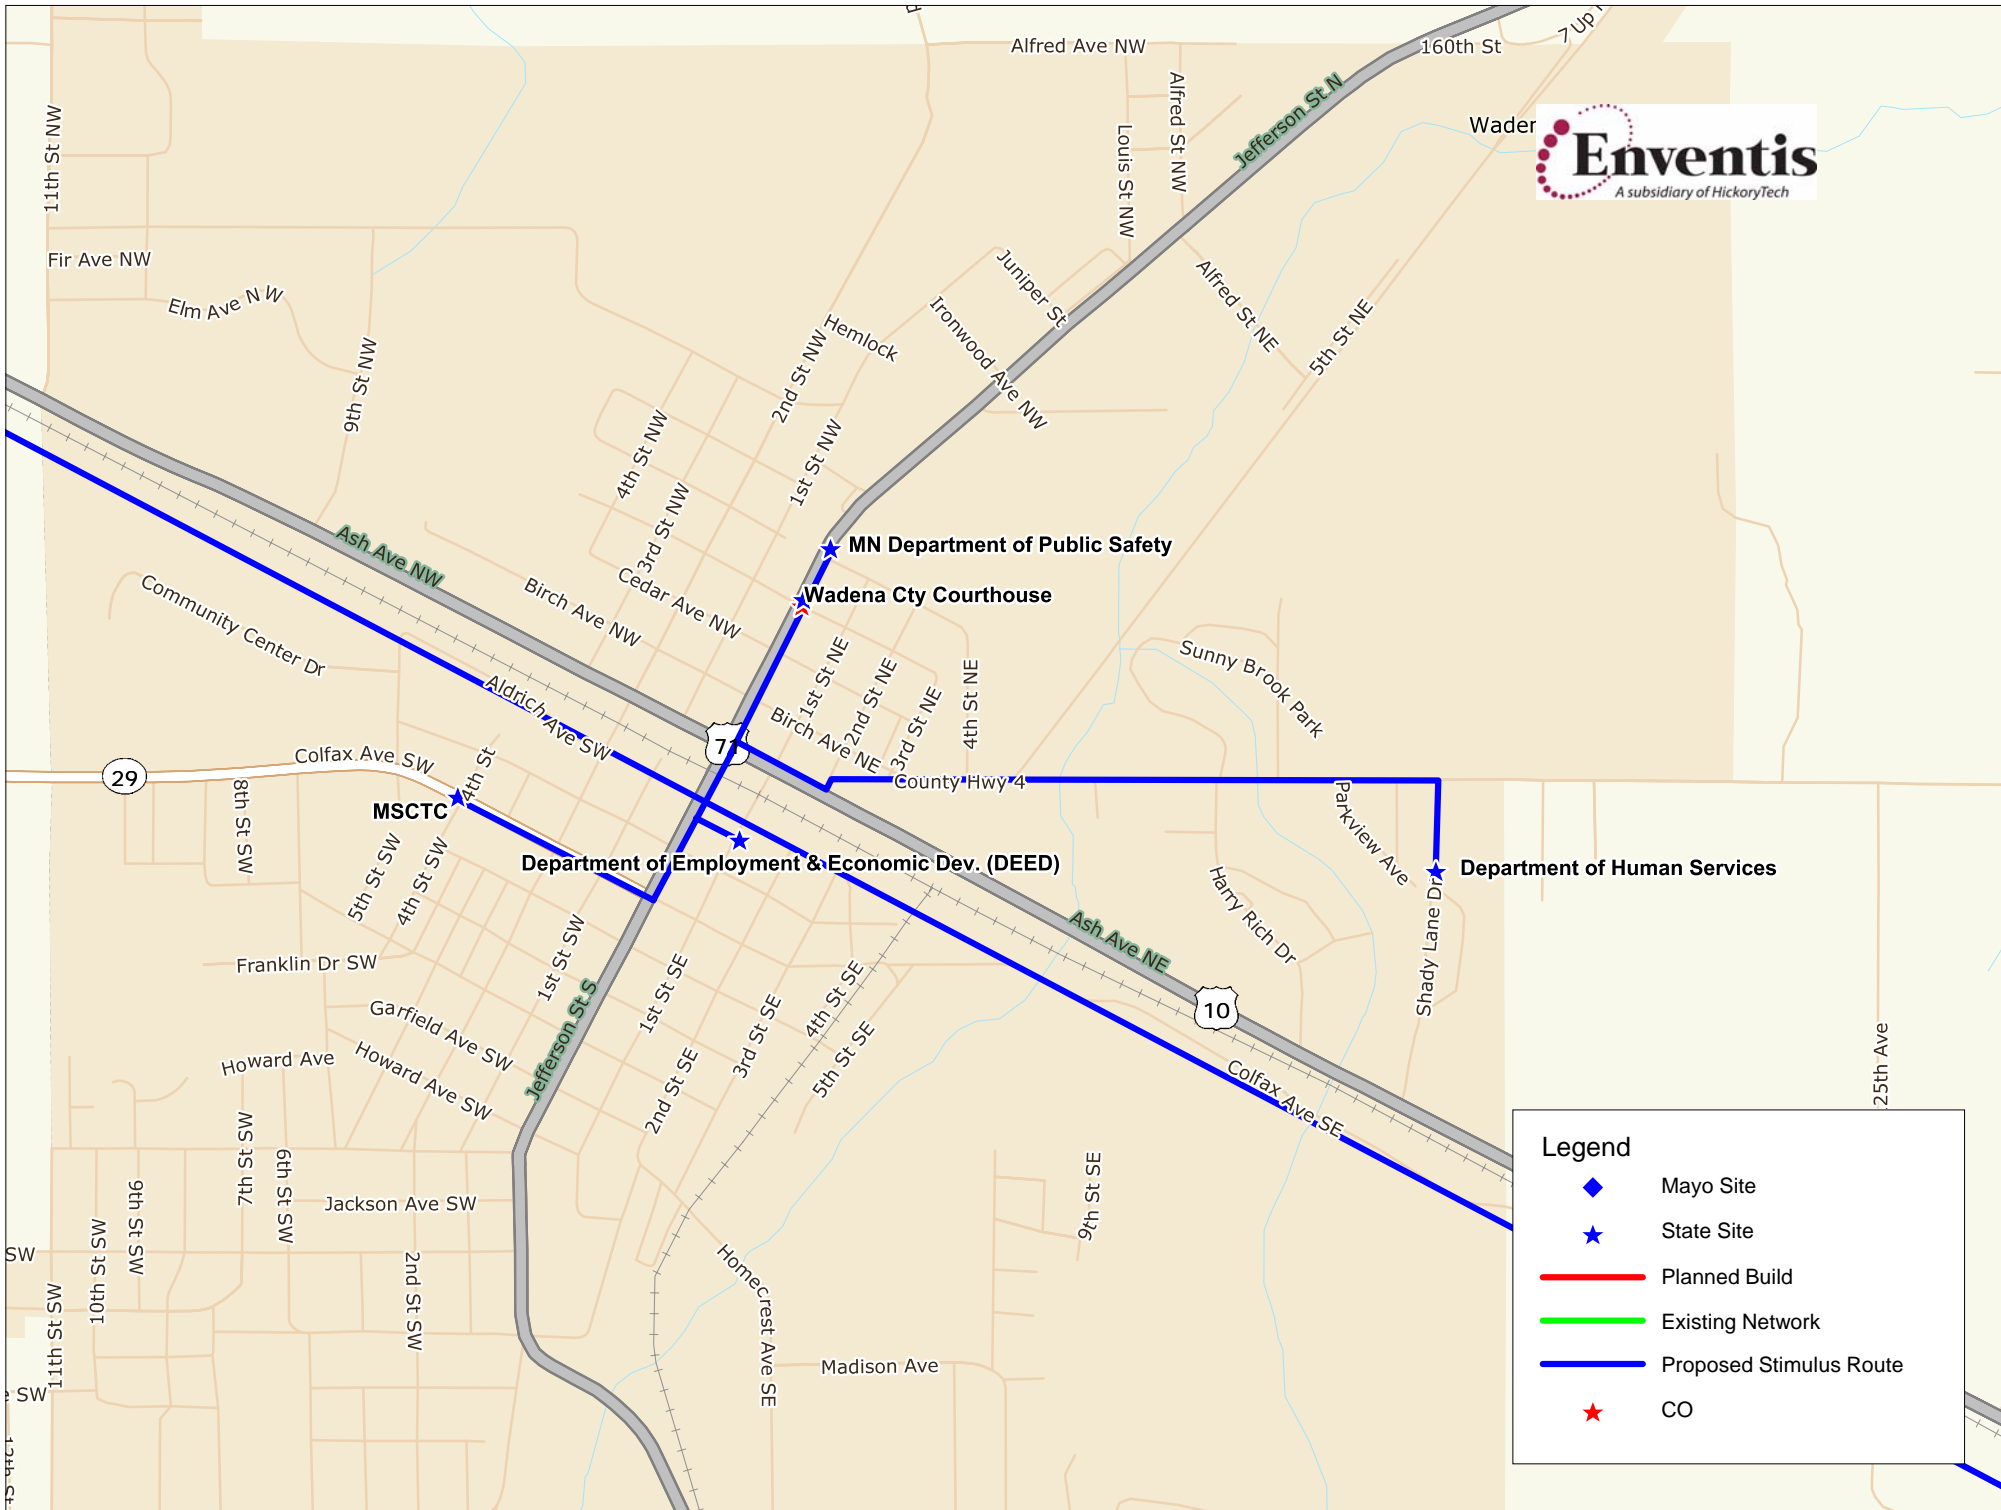 Alfred Ave NW
160th St
7 Up
Alfred St NW
Louis St NW
Jefferson St N
Waden
Enventis
A subsidiary of HickoryTech
11th St NW
Fir Ave NW
Elm Ave N W
9th St NW
Juniper St
Ironwood Ave NW
Alfred St NE
5th St NE
Hemlock
2nd St NW
1st St NW
4th St NW
3rd St NW
Ash Ave NW
Cedar Ave NW
Birch Ave NW
MN Department of Public Safety
Wadena Cty Courthouse
Community Center Dr
Aldrich Ave SW
1st St NE
2nd St NE
3rd St NE
4th St NE
Birch Ave NE
Sunny Brook Park
71
County Hwy 4
29
Colfax Ave SW
4th St
MSCTC
8th St SW
5th St SW
4th St SW
Department of Employment & Economic Dev. (DEED)
Parkview Ave
Department of Human Services
Harry Rich Dr
Shady Lane Dr
Ash Ave NE
10
Franklin Dr SW
1st St SW
1st St SE
Garfield Ave SW
Howard Ave
Howard Ave SW
Jefferson St S
3rd St SE
4th St SE
5th St SE
2nd St SE
Colfax Ave SE
25th Ave
7th St SW
6th St SW
9th St SW
10th St SW
11th St SW
Jackson Ave SW
2nd St SW
9th St SE
Homecrest Ave SE
Madison Ave
SW
SW
12th St
Legend
Mayo Site
State Site
Planned Build
Existing Network
Proposed Stimulus Route
CO